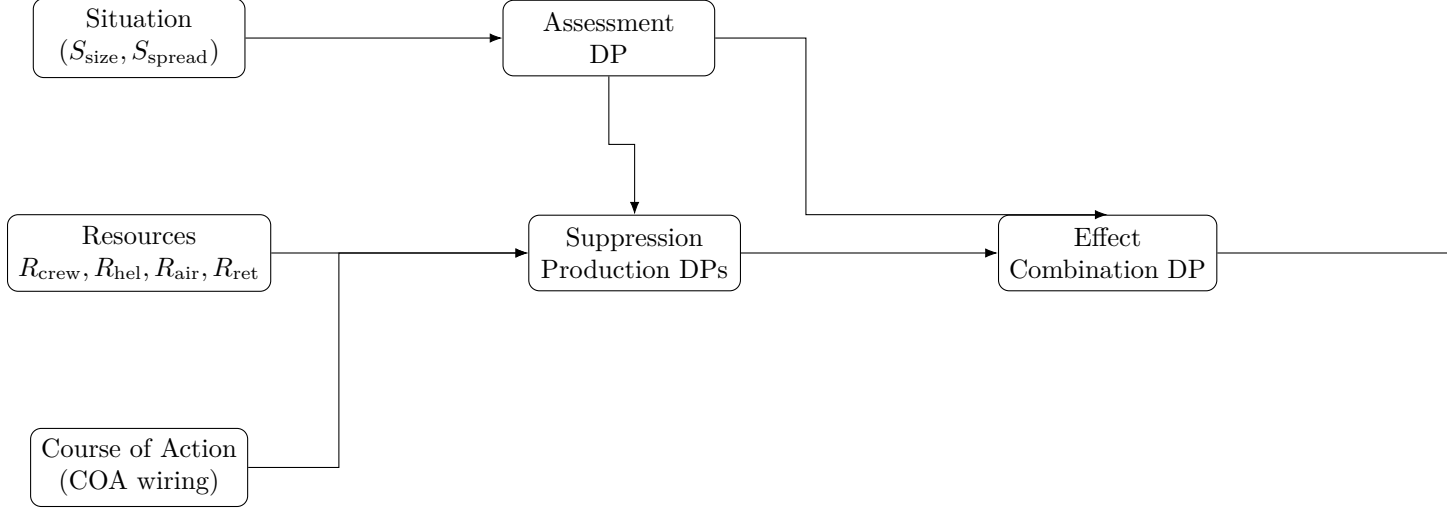 Situation
(S_size, S_spread)
Assessment
DP
Resources
R_crew, R_hel, R_air, R_ret
Suppression
Production DPs
Effect
Combination DP
Course of Action
(COA wiring)